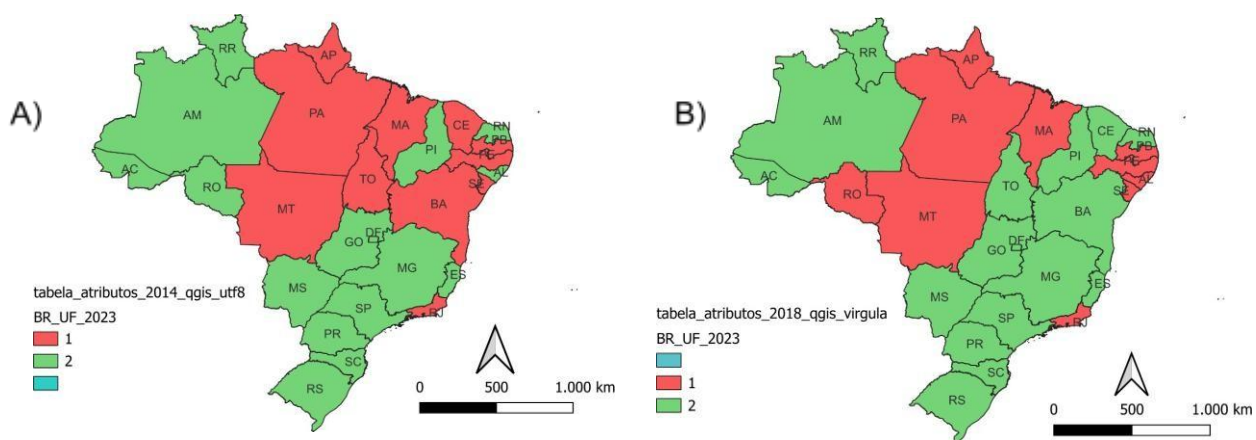 A)
RR
AP
AM
PA
MA
CE
RN
PB
PE
PI
AC
RO
TO
SE
AL
MT
BA
GO
DF
MG
ES
MS
SP
RJ
PR
SC
RS
tabela_atributos_2014_qgis_utf8
BR_UF_2023
1
2
0 500 1.000 km
B)
RR
AP
AM
PA
MA
CE
RN
PB
PE
PI
AC
RO
TO
SE
AL
MT
BA
GO
DF
MG
ES
MS
SP
RJ
PR
SC
RS
tabela_atributos_2018_qgis_virgula
BR_UF_2023
1
2
0 500 1.000 km